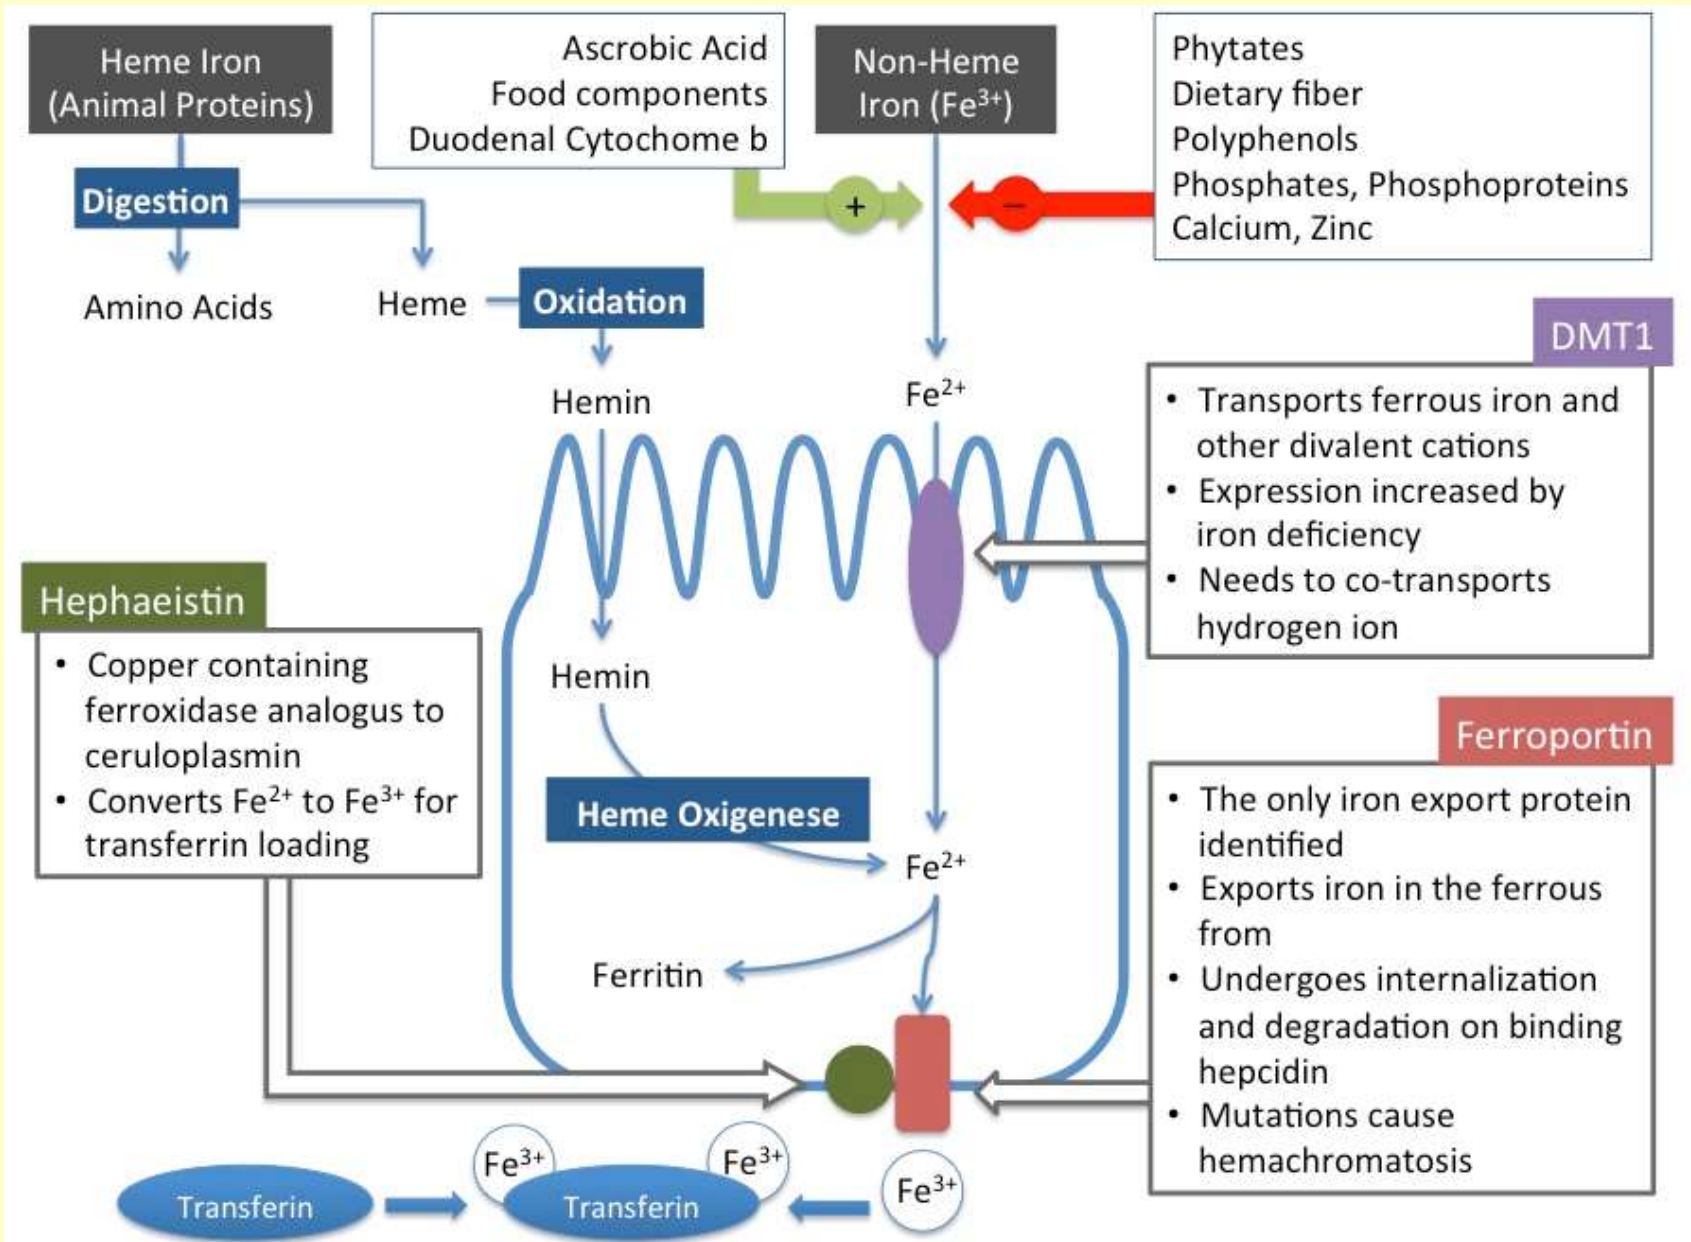 Heme Iron
(Animal Proteins)
Ascrobic Acid
Food components
Duodenal Cytochome b
Non-Heme
Iron (Fe³⁺)
Phytates
Dietary fiber
Polyphenols
Phosphates, Phosphoproteins
Calcium, Zinc
+
−
Digestion
Amino Acids
Heme
Oxidation
Hemin
Fe²⁺
DMT1
• Transports ferrous iron and
other divalent cations
• Expression increased by
iron deficiency
• Needs to co-transports
hydrogen ion
Hephaeistin
• Copper containing
ferroxidase analogus to
ceruloplasmin
• Converts Fe²⁺ to Fe³⁺ for
transferrin loading
Hemin
Heme Oxigenese
Fe²⁺
Ferritin
Ferroportin
• The only iron export protein
identified
• Exports iron in the ferrous
from
• Undergoes internalization
and degradation on binding
hepcidin
• Mutations cause
hemachromatosis
Transferin
Fe³⁺
Transferin
Fe³⁺
Fe³⁺